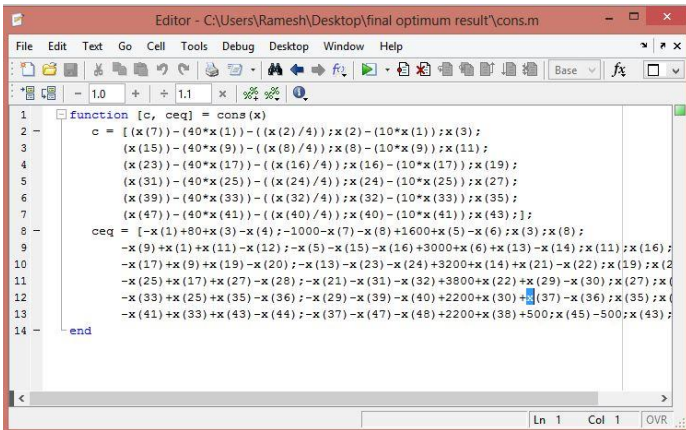 Editor - C:\Users\Ramesh\Desktop\final optimum result'\cons.m
File Edit Text Go Cell Tools Debug Desktop Window Help
Base fx
- 1.0 + ÷ 1.1 ×
1 function [c, ceq] = cons(x)
2 - c = [(x(7))-(40*x(1))-((x(2)/4));x(2)-(10*x(1));x(3);
3 (x(15))-(40*x(9))-((x(8)/4));x(8)-(10*x(9));x(11);
4 (x(23))-(40*x(17))-((x(16)/4));x(16)-(10*x(17));x(19);
5 (x(31))-(40*x(25))-((x(24)/4));x(24)-(10*x(25));x(27);
6 (x(39))-(40*x(33))-((x(32)/4));x(32)-(10*x(33));x(35);
7 (x(47))-(40*x(41))-((x(40)/4));x(40)-(10*x(41));x(43);];
8 - ceq = [-x(1)+80+x(3)-x(4);-1000-x(7)-x(8)+1600+x(5)-x(6);x(3);x(8);
9 -x(9)+x(1)+x(11)-x(12);-x(5)-x(15)-x(16)+3000+x(6)+x(13)-x(14);x(11);x(16);
10 -x(17)+x(9)+x(19)-x(20);-x(13)-x(23)-x(24)+3200+x(14)+x(21)-x(22);x(19);x(2
11 -x(25)+x(17)+x(27)-x(28);-x(21)-x(31)-x(32)+3800+x(22)+x(29)-x(30);x(27);x(
12 -x(33)+x(25)+x(35)-x(36);-x(29)-x(39)-x(40)+2200+x(30)+x(37)-x(36);x(35);x(
13 -x(41)+x(33)+x(43)-x(44);-x(37)-x(47)-x(48)+2200+x(38)+500;x(45)-500;x(43);
14 - end
Ln 1 Col 1 OVR